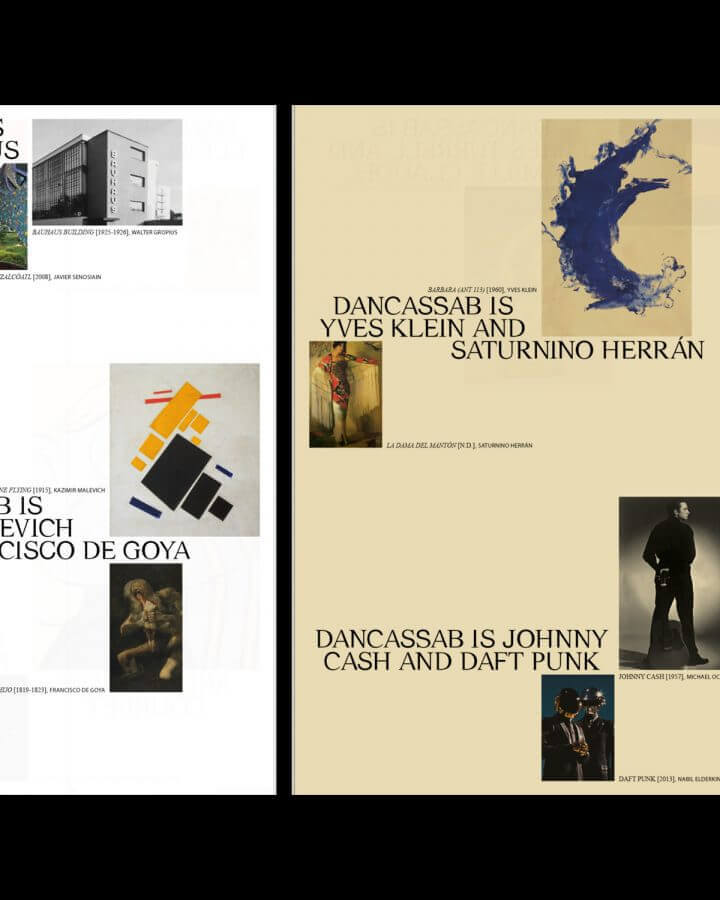 S
US
BAUHAUS
BAUHAUS BUILDING [1925-1926], WALTER GROPIUS
ZALCÓATL [2008], JAVIER SENOSIAIN
NE FLYING [1915], KAZIMIR MALEVICH
B IS
EVICH
CISCO DE GOYA
EJO [1819-1823], FRANCISCO DE GOYA
BARBARA (ANT 113) [1960], YVES KLEIN
DANCASSAB IS
YVES KLEIN AND
SATURNINO HERRÁN
LA DAMA DEL MANTÓN [N.D.], SATURNINO HERRÁN
DANCASSAB IS JOHNNY
CASH AND DAFT PUNK
JOHNNY CASH [1957], MICHAEL OC
DAFT PUNK [2013], NABIL ELDERKIN